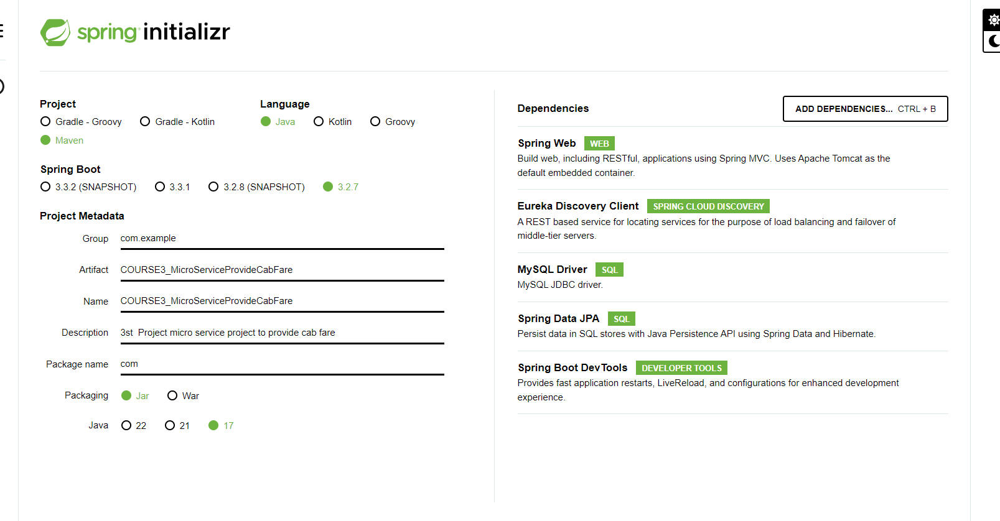 spring initializr
Project
Gradle - Groovy Gradle - Kotlin
Maven
Language
Java Kotlin Groovy
Spring Boot
3.3.2 (SNAPSHOT) 3.3.1 3.2.8 (SNAPSHOT) 3.2.7
Project Metadata
Group com.example
Artifact COURSE3_MicroServiceProvideCabFare
Name COURSE3_MicroServiceProvideCabFare
Description 3st  Project micro service project to provide cab fare
Package name com
Packaging Jar War
Java 22 21 17
Dependencies
ADD DEPENDENCIES... CTRL + B
Spring Web WEB
Build web, including RESTful, applications using Spring MVC. Uses Apache Tomcat as the
default embedded container.
Eureka Discovery Client SPRING CLOUD DISCOVERY
A REST based service for locating services for the purpose of load balancing and failover of
middle-tier servers.
MySQL Driver SQL
MySQL JDBC driver.
Spring Data JPA SQL
Persist data in SQL stores with Java Persistence API using Spring Data and Hibernate.
Spring Boot DevTools DEVELOPER TOOLS
Provides fast application restarts, LiveReload, and configurations for enhanced development
experience.